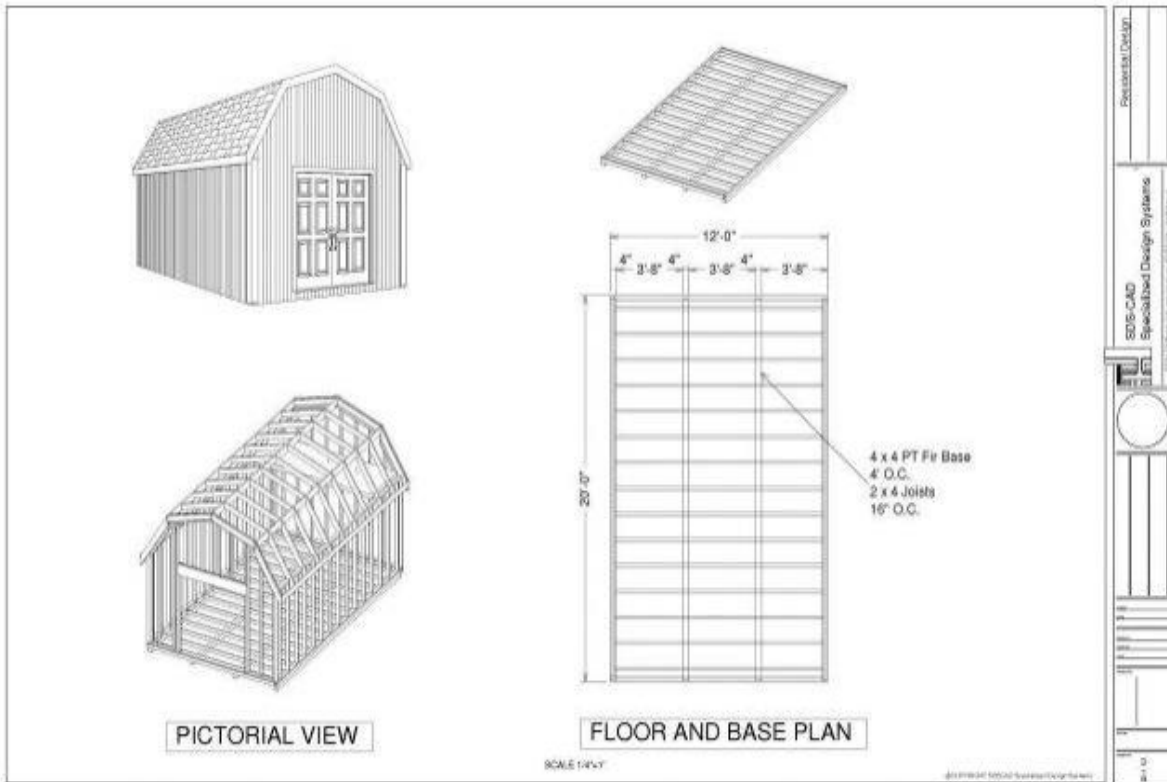 12'-0"
4" 4" 4"
3'-8" 3'-8" 3'-8"
20'-0"
4 x 4 PT Fir Base
4' O.C.
2 x 4 Joists
16" O.C.
PICTORIAL VIEW
FLOOR AND BASE PLAN
SCALE 1/4"=1'
Residential Design
SDS-CAD
Specialized Design Systems